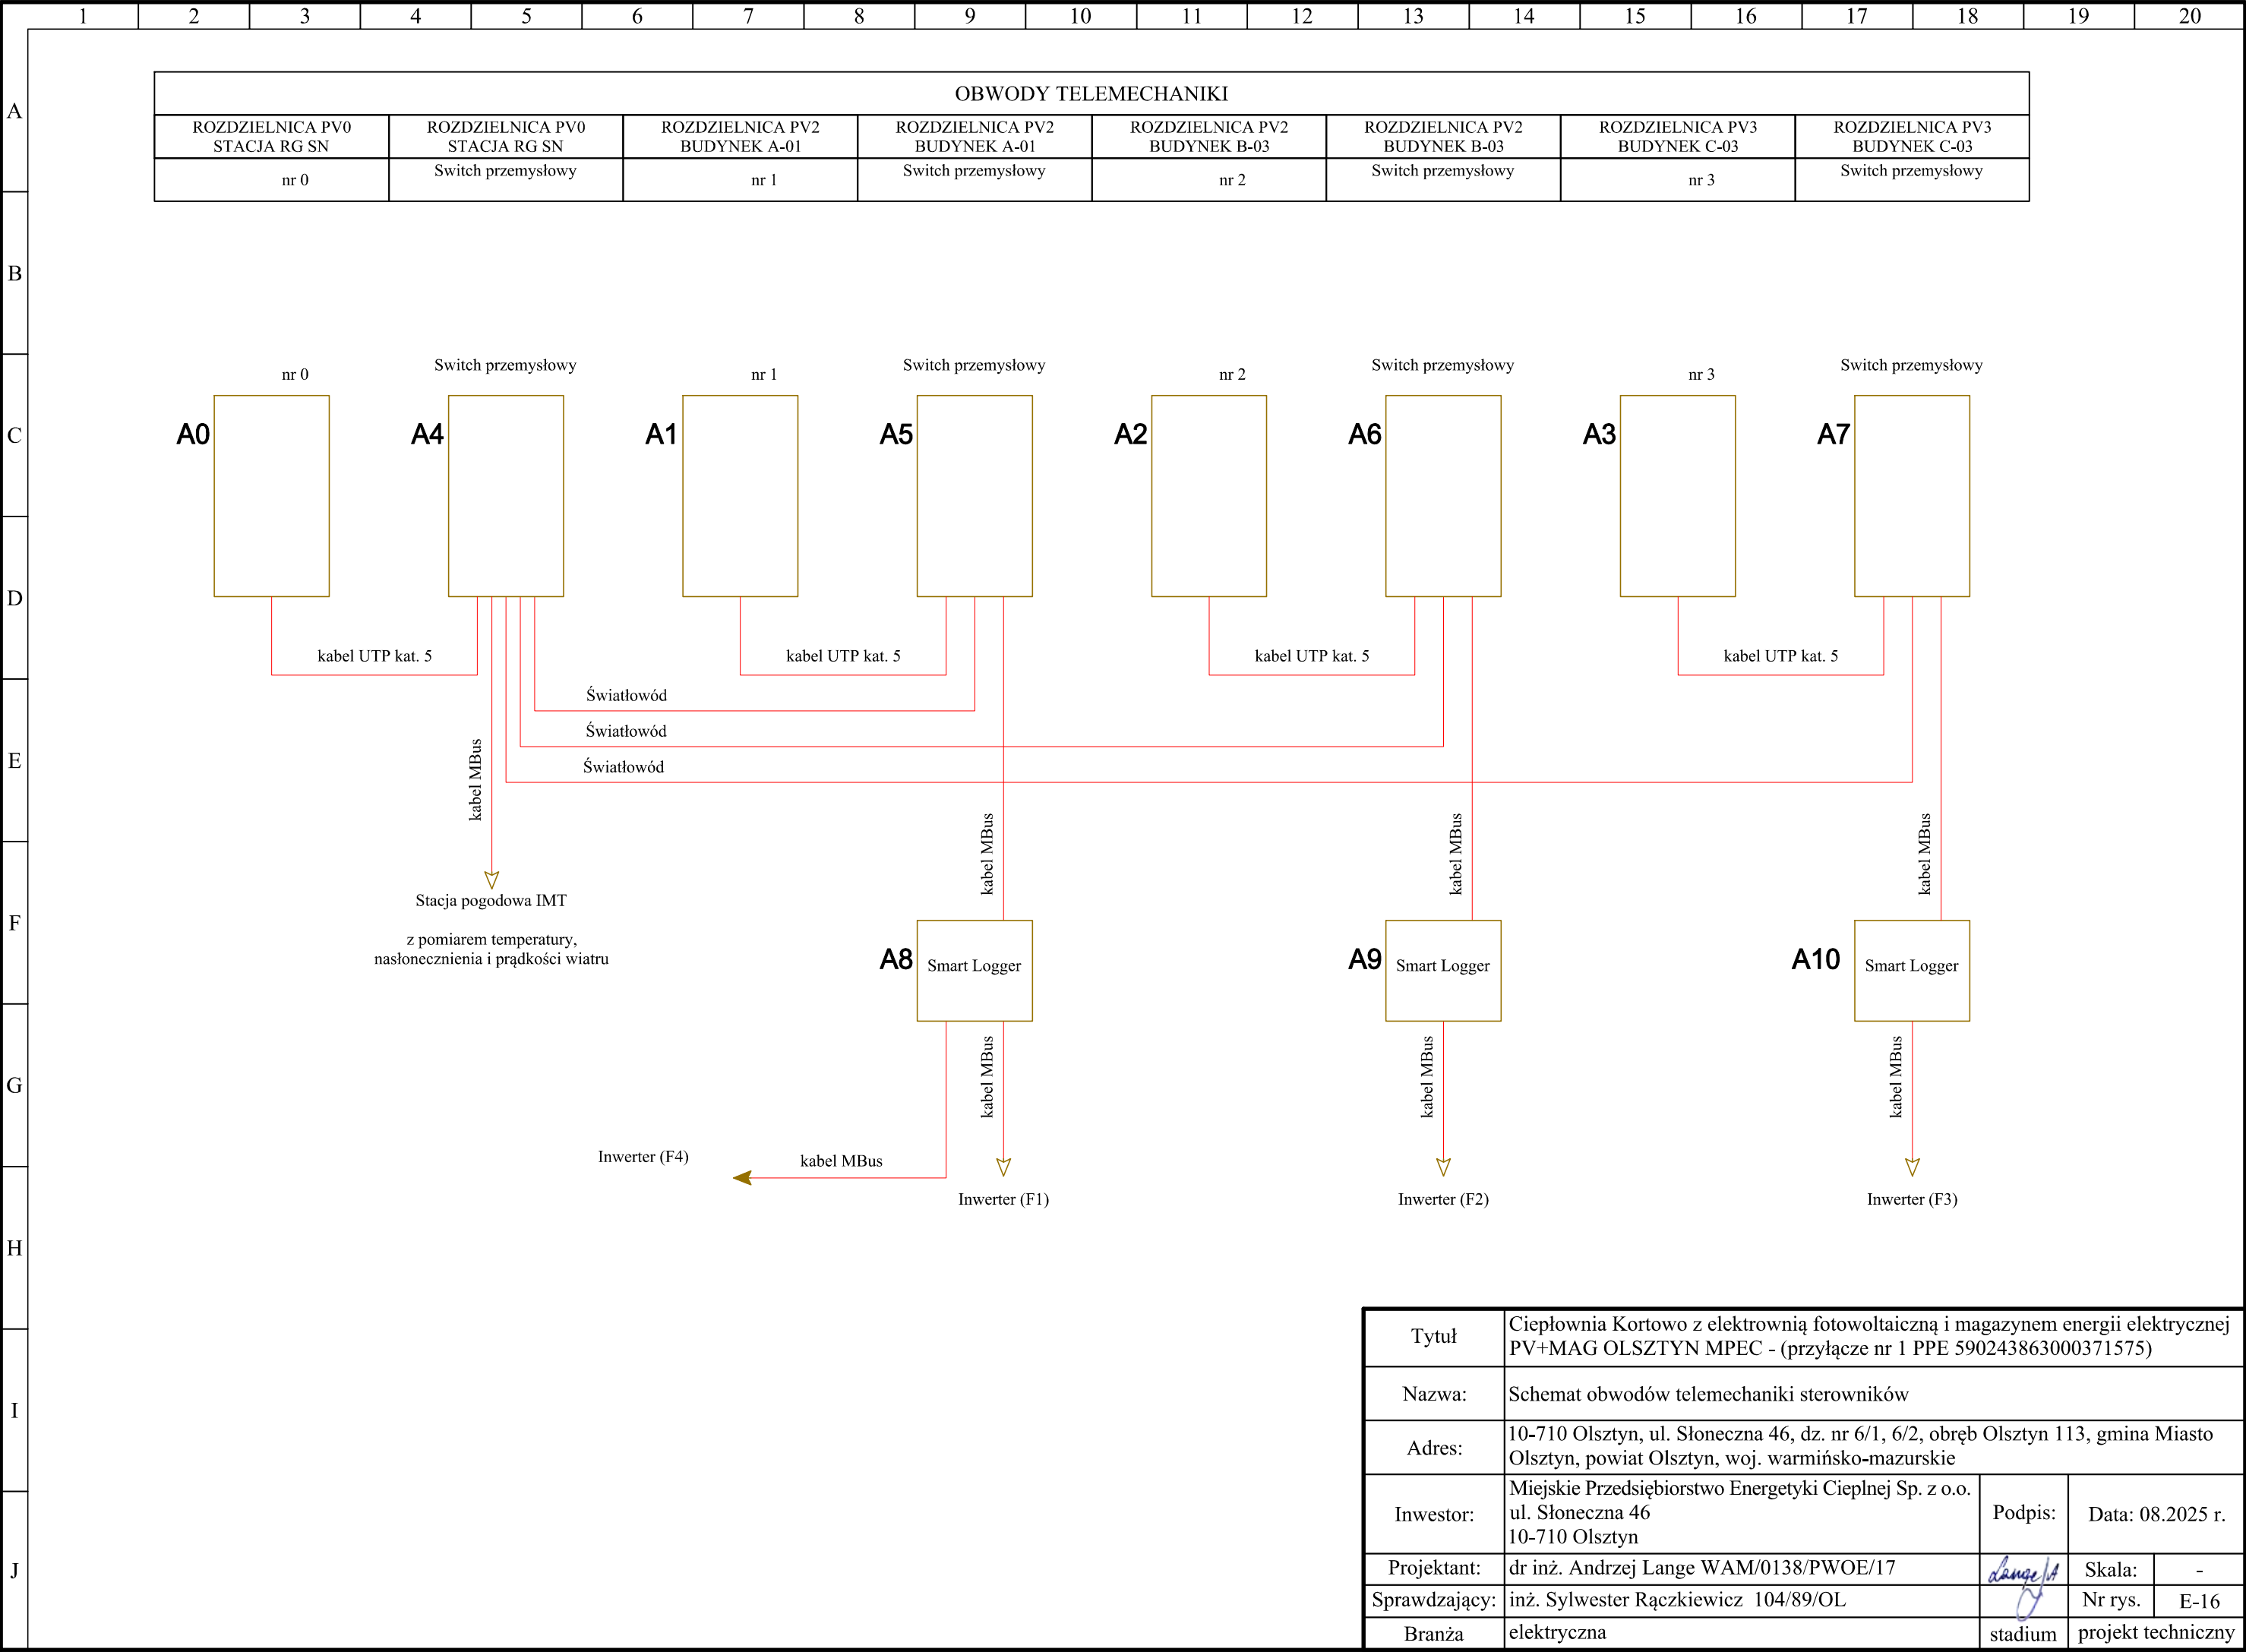 1 2 3 4 5 6 7 8 9 10 11 12 13 14 15 16 17 18 19 20
A
B
C
D
E
F
G
H
I
J
OBWODY TELEMECHANIKI
ROZDZIELNICA PV0 ROZDZIELNICA PV0 ROZDZIELNICA PV2 ROZDZIELNICA PV2 ROZDZIELNICA PV2 ROZDZIELNICA PV2 ROZDZIELNICA PV3 ROZDZIELNICA PV3
STACJA RG SN STACJA RG SN BUDYNEK A-01 BUDYNEK A-01 BUDYNEK B-03 BUDYNEK B-03 BUDYNEK C-03 BUDYNEK C-03
nr 0 Switch przemysłowy nr 1 Switch przemysłowy nr 2 Switch przemysłowy nr 3 Switch przemysłowy
nr 0 Switch przemysłowy nr 1 Switch przemysłowy nr 2 Switch przemysłowy nr 3 Switch przemysłowy
A0 A4 A1 A5 A2 A6 A3 A7
kabel UTP kat. 5 kabel UTP kat. 5 kabel UTP kat. 5 kabel UTP kat. 5
Światłowód
Światłowód
Światłowód
kabel MBus
kabel MBus kabel MBus kabel MBus
Stacja pogodowa IMT
z pomiarem temperatury,
nasłonecznienia i prądkości wiatru
A8 Smart Logger A9 Smart Logger A10 Smart Logger
kabel MBus kabel MBus kabel MBus
Inwerter (F4) kabel MBus
Inwerter (F1) Inwerter (F2) Inwerter (F3)
Tytuł Ciepłownia Kortowo z elektrownią fotowoltaiczną i magazynem energii elektrycznej
PV+MAG OLSZTYN MPEC - (przyłącze nr 1 PPE 590243863000371575)
Nazwa: Schemat obwodów telemechaniki sterowników
Adres: 10-710 Olsztyn, ul. Słoneczna 46, dz. nr 6/1, 6/2, obręb Olsztyn 113, gmina Miasto
Olsztyn, powiat Olsztyn, woj. warmińsko-mazurskie
Inwestor: Miejskie Przedsiębiorstwo Energetyki Cieplnej Sp. z o.o.
ul. Słoneczna 46
10-710 Olsztyn
Podpis: Data: 08.2025 r.
Projektant: dr inż. Andrzej Lange WAM/0138/PWOE/17 Lange A Skala: -
Sprawdzający: inż. Sylwester Rączkiewicz 104/89/OL Nr rys. E-16
Branża elektryczna stadium projekt techniczny